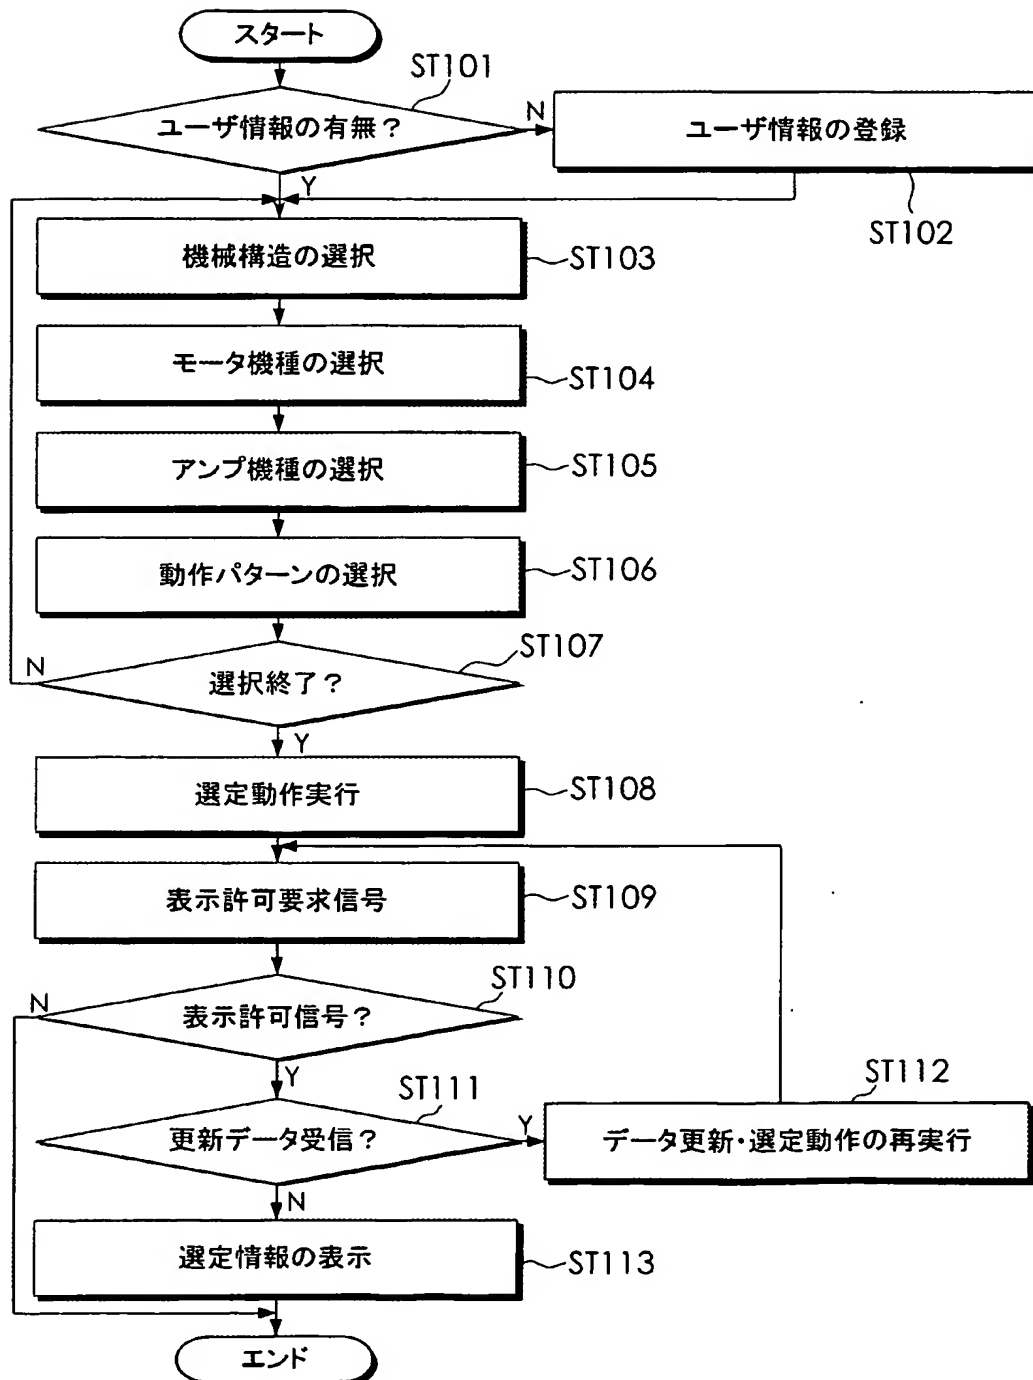 スタート
ST101
ユーザ情報の有無？
N
ユーザ情報の登録
Y
ST102
機械構造の選択
ST103
モータ機種の選択
ST104
アンプ機種の選択
ST105
動作パターンの選択
ST106
ST107
N
選択終了？
Y
選定動作実行
ST108
表示許可要求信号
ST109
ST110
N
表示許可信号？
Y
ST111
ST112
更新データ受信？
Y
データ更新・選定動作の再実行
N
選定情報の表示
ST113
エンド